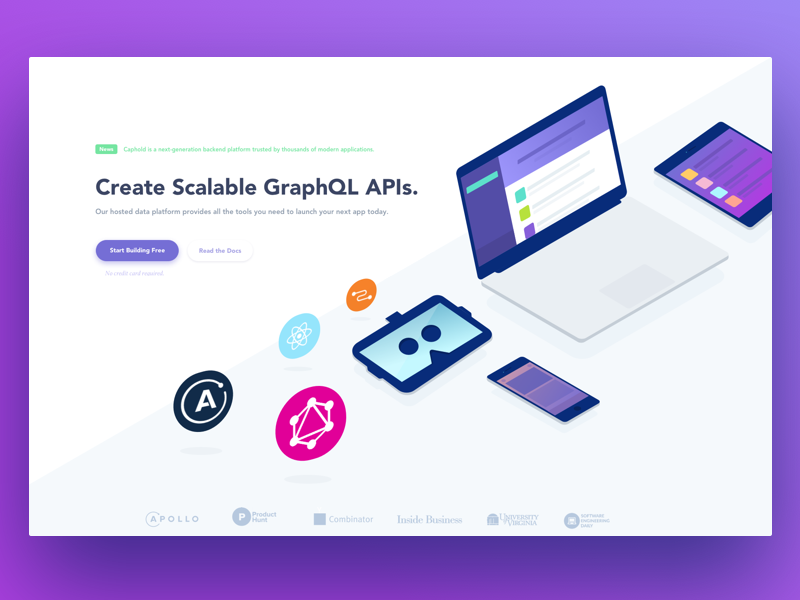 News Caphold is a next-generation backend platform trusted by thousands of modern applications.
Create Scalable GraphQL APIs.
Our hosted data platform provides all the tools you need to launch your next app today.
Start Building Free
Read the Docs
No credit card required.
A
APOLLO
P Product
Hunt
Combinator
Inside Business
UNIVERSITY
of VIRGINIA
SOFTWARE
ENGINEERING
DAILY